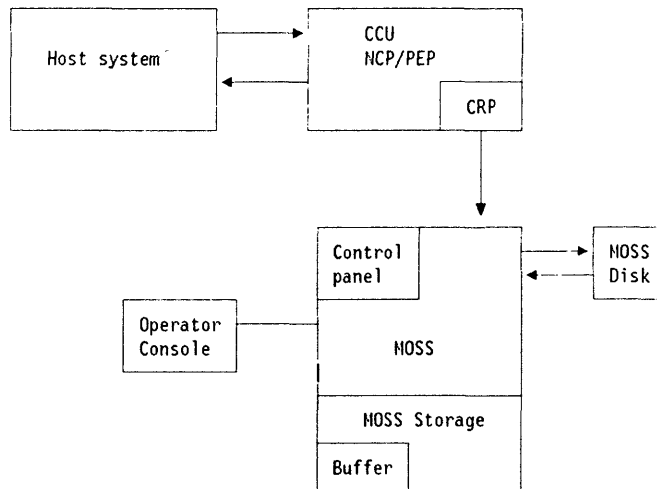 Host system
CCU
NCP/PEP
CRP
Control
panel
MOSS
Disk
Operator
Console
MOSS
MOSS Storage
Buffer